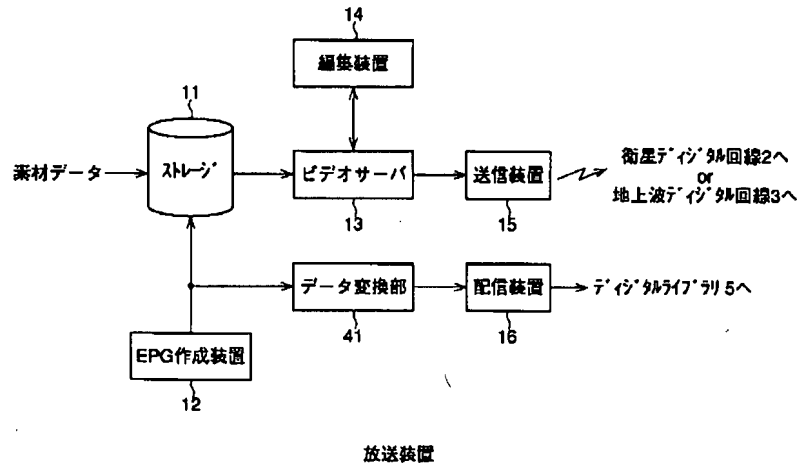 14
編集装置
11
素材データ
ストレージ
ビデオサーバ
送信装置
衛星ディジタル回線2へ
or
地上波ディジタル回線3へ
13
15
データ変換部
配信装置
ディジタルライブラリ5へ
41
16
EPG作成装置
12
放送装置